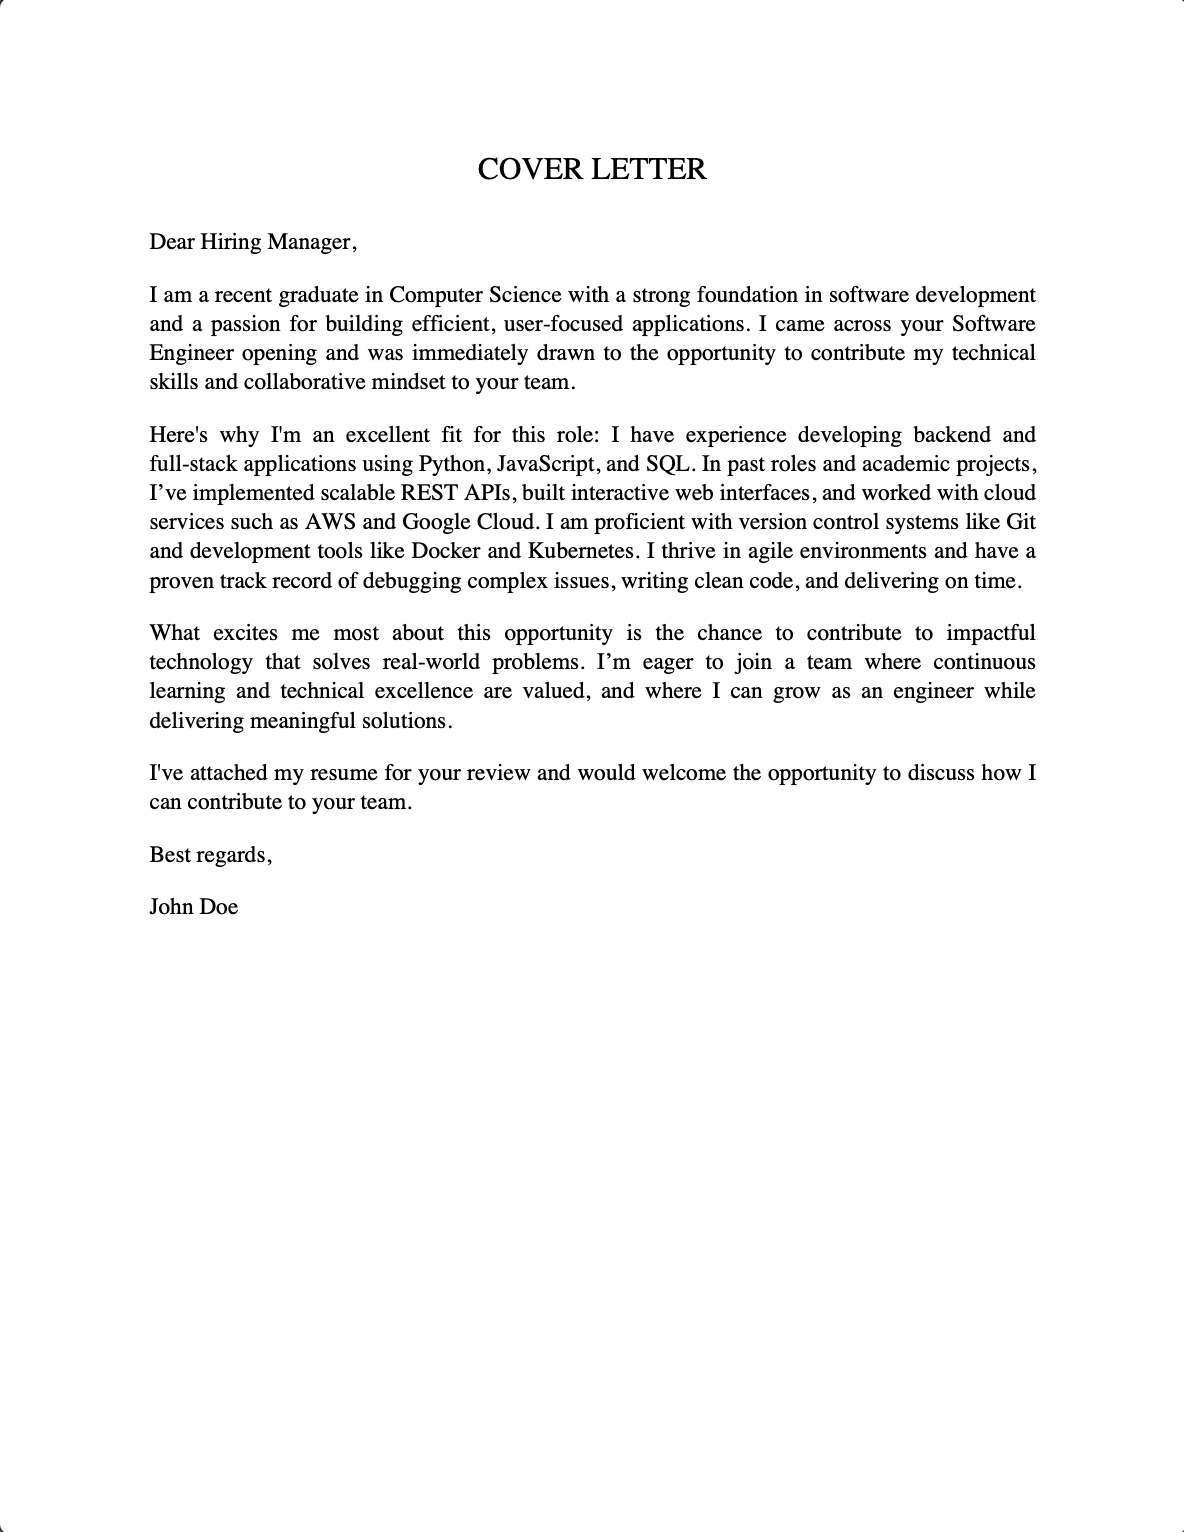 COVER LETTER
Dear Hiring Manager,
I am a recent graduate in Computer Science with a strong foundation in software development
and a passion for building efficient, user-focused applications. I came across your Software
Engineer opening and was immediately drawn to the opportunity to contribute my technical
skills and collaborative mindset to your team.
Here's why I'm an excellent fit for this role: I have experience developing backend and
full-stack applications using Python, JavaScript, and SQL. In past roles and academic projects,
I’ve implemented scalable REST APIs, built interactive web interfaces, and worked with cloud
services such as AWS and Google Cloud. I am proficient with version control systems like Git
and development tools like Docker and Kubernetes. I thrive in agile environments and have a
proven track record of debugging complex issues, writing clean code, and delivering on time.
What excites me most about this opportunity is the chance to contribute to impactful
technology that solves real-world problems. I’m eager to join a team where continuous
learning and technical excellence are valued, and where I can grow as an engineer while
delivering meaningful solutions.
I've attached my resume for your review and would welcome the opportunity to discuss how I
can contribute to your team.
Best regards,
John Doe